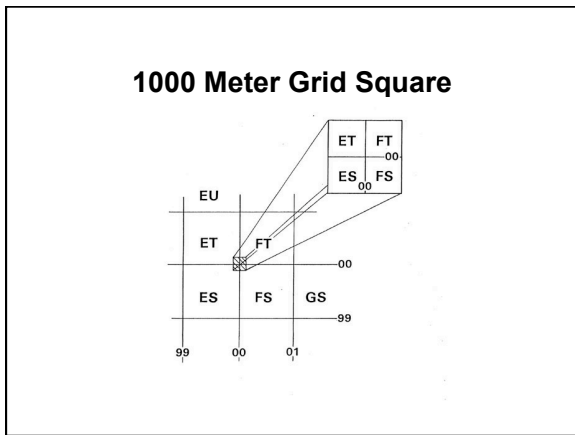 1000 Meter Grid Square
ET FT
00
ES FS
00
EU
ET FT
00
ES FS GS
99
99 00 01